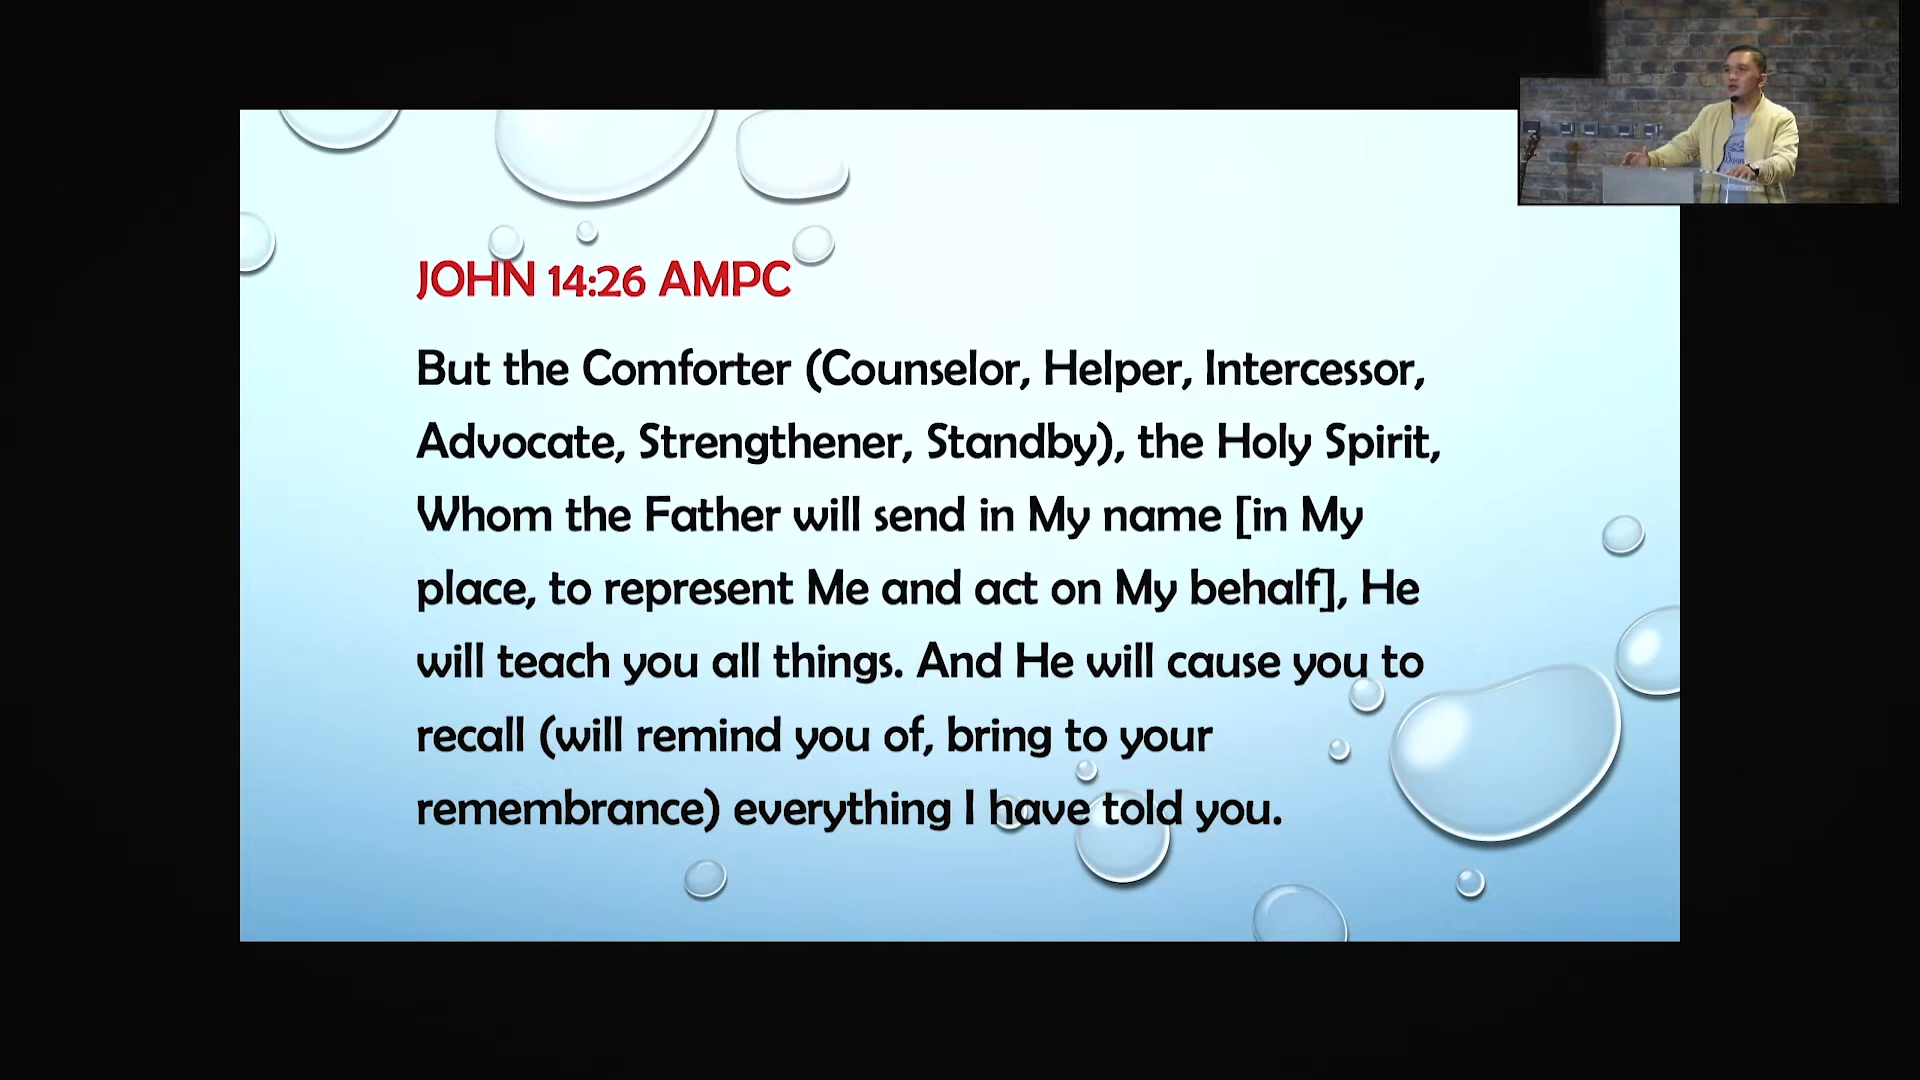 JOHN 14:26 AMPC
But the Comforter (Counselor, Helper, Intercessor,
Advocate, Strengthener, Standby), the Holy Spirit,
Whom the Father will send in My name [in My
place, to represent Me and act on My behalf], He
will teach you all things. And He will cause you to
recall (will remind you of, bring to your
remembrance) everything I have told you.